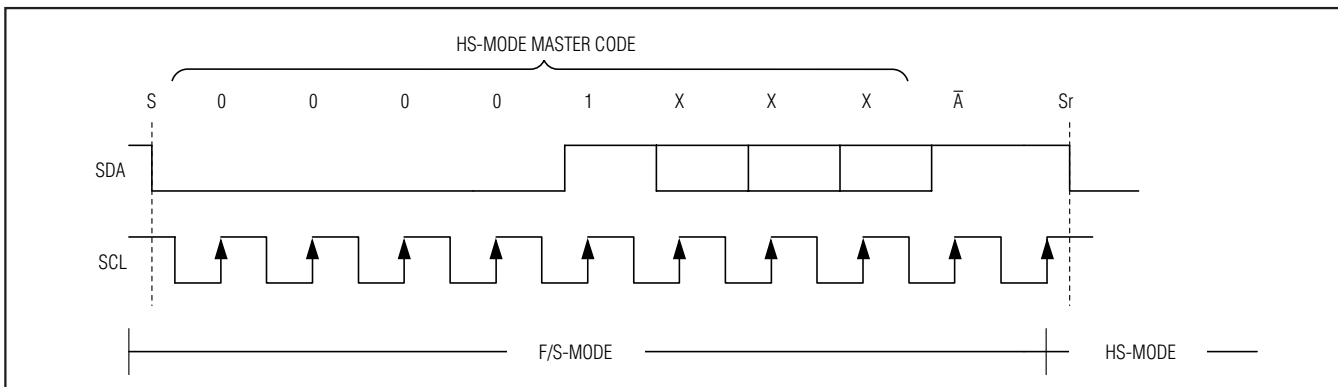 HS-MODE MASTER CODE
S 0 0 0 0 1 X X X A̅ Sr
SDA
SCL
F/S-MODE HS-MODE